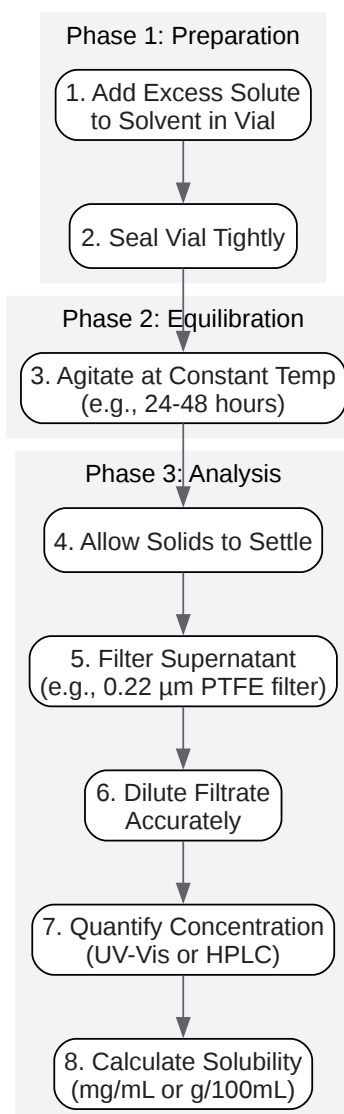 Phase 1: Preparation
1. Add Excess Solute
to Solvent in Vial
2. Seal Vial Tightly
Phase 2: Equilibration
3. Agitate at Constant Temp
(e.g., 24-48 hours)
Phase 3: Analysis
4. Allow Solids to Settle
5. Filter Supernatant
(e.g., 0.22 µm PTFE filter)
6. Dilute Filtrate
Accurately
7. Quantify Concentration
(UV-Vis or HPLC)
8. Calculate Solubility
(mg/mL or g/100mL)